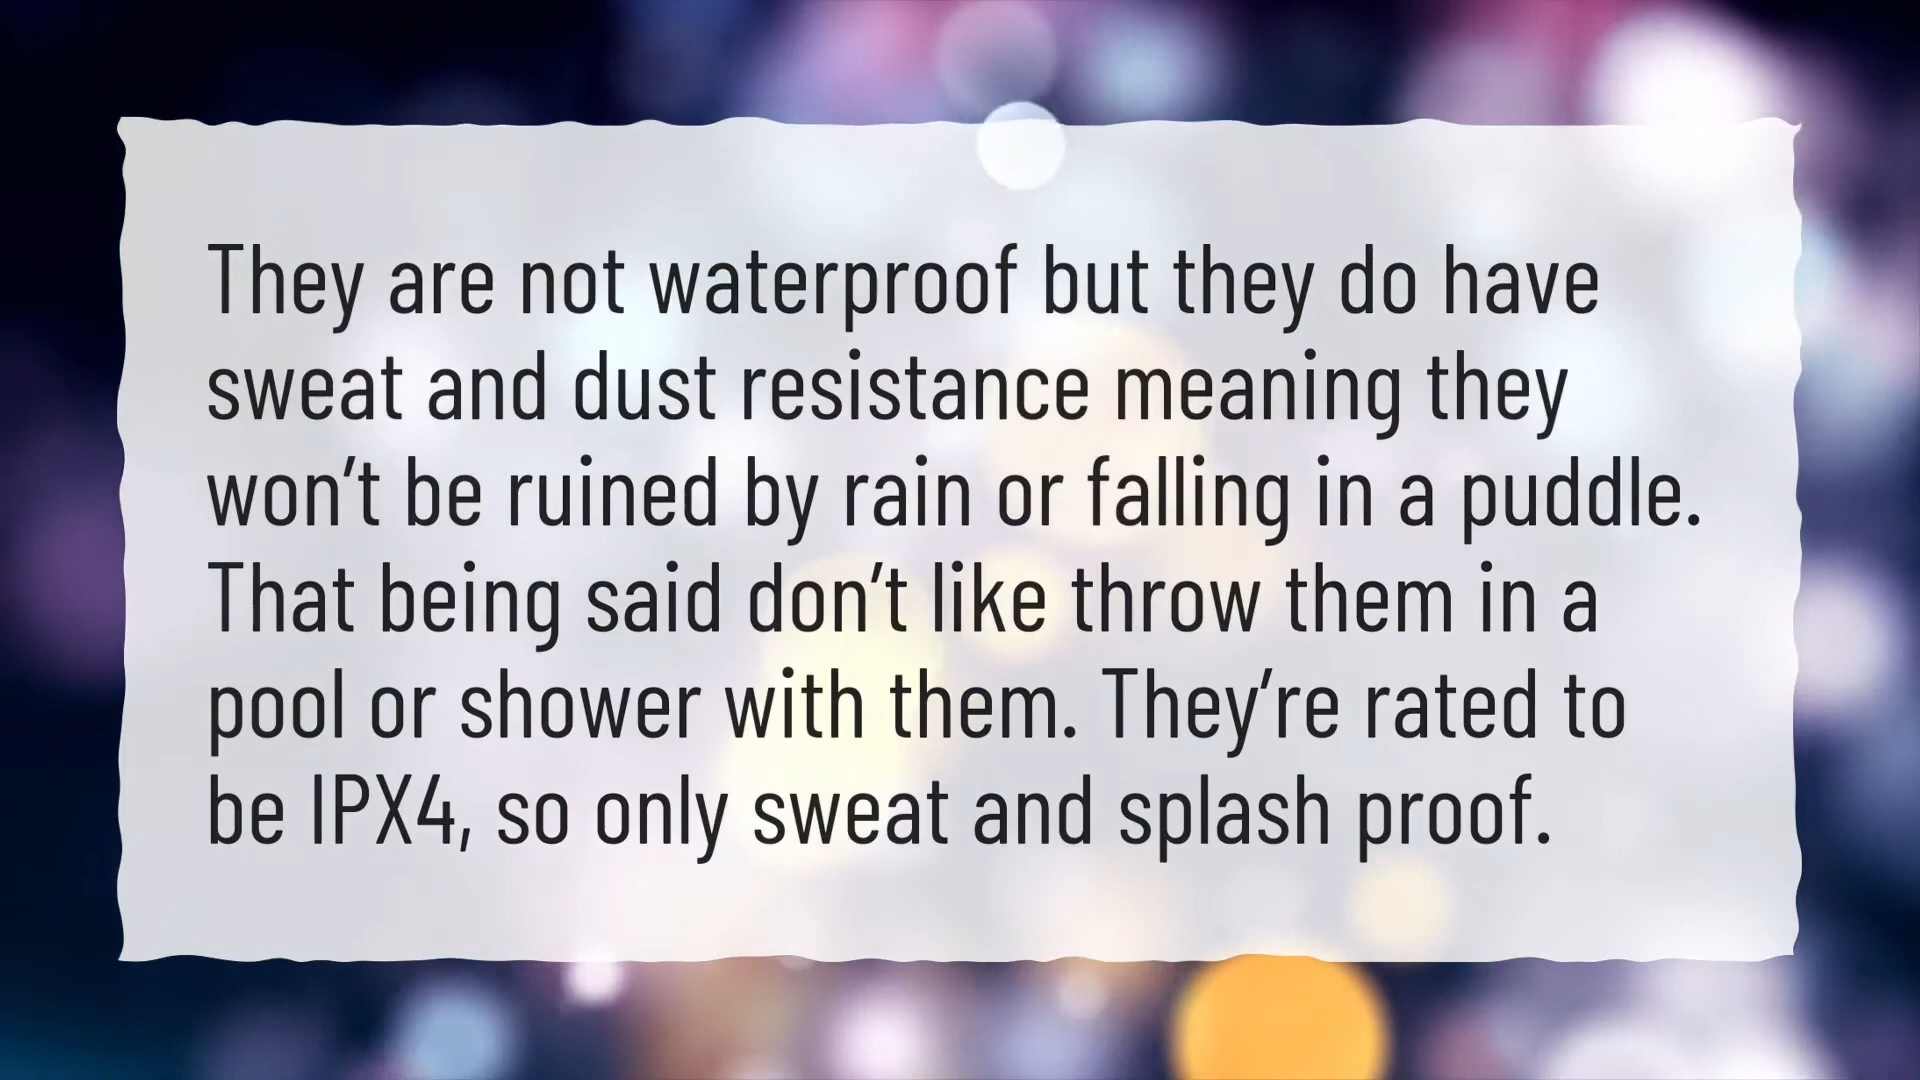 They are not waterproof but they do have
sweat and dust resistance meaning they
won’t be ruined by rain or falling in a puddle.
That being said don’t like throw them in a
pool or shower with them. They’re rated to
be IPX4, so only sweat and splash proof.